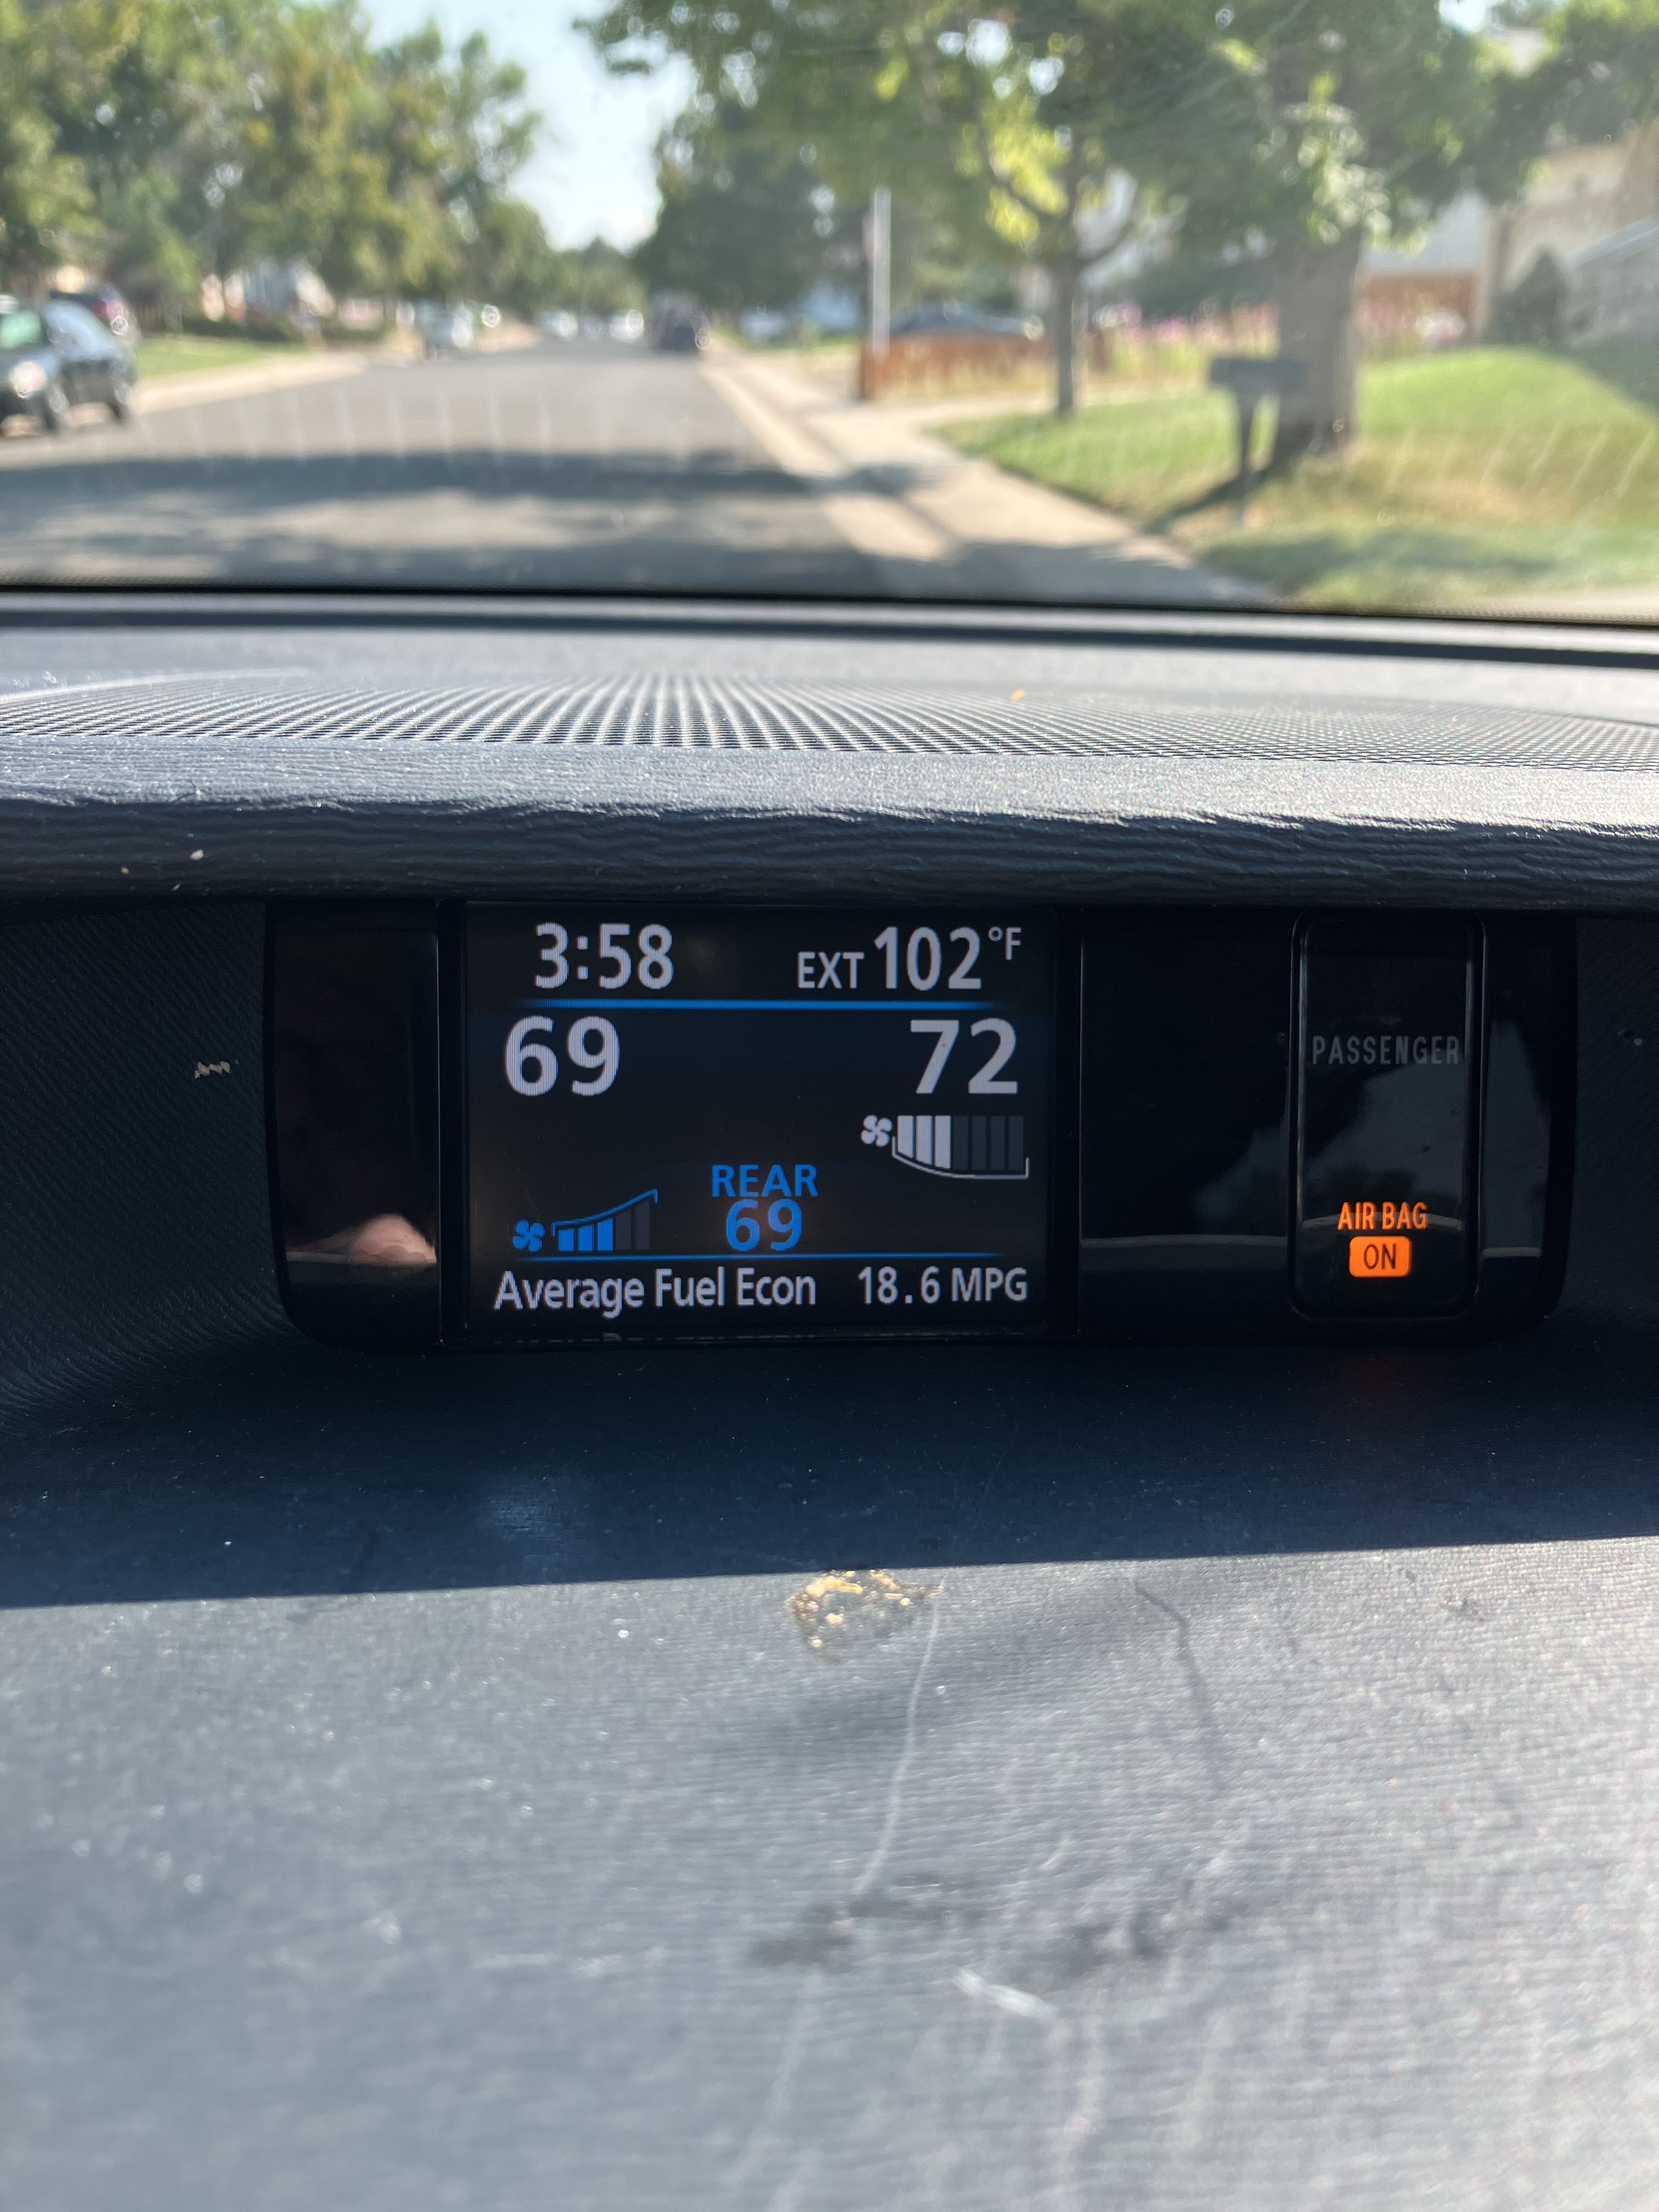 3:58 EXT 102°F
69 72
REAR
69
Average Fuel Econ 18.6 MPG
PASSENGER
AIR BAG
ON